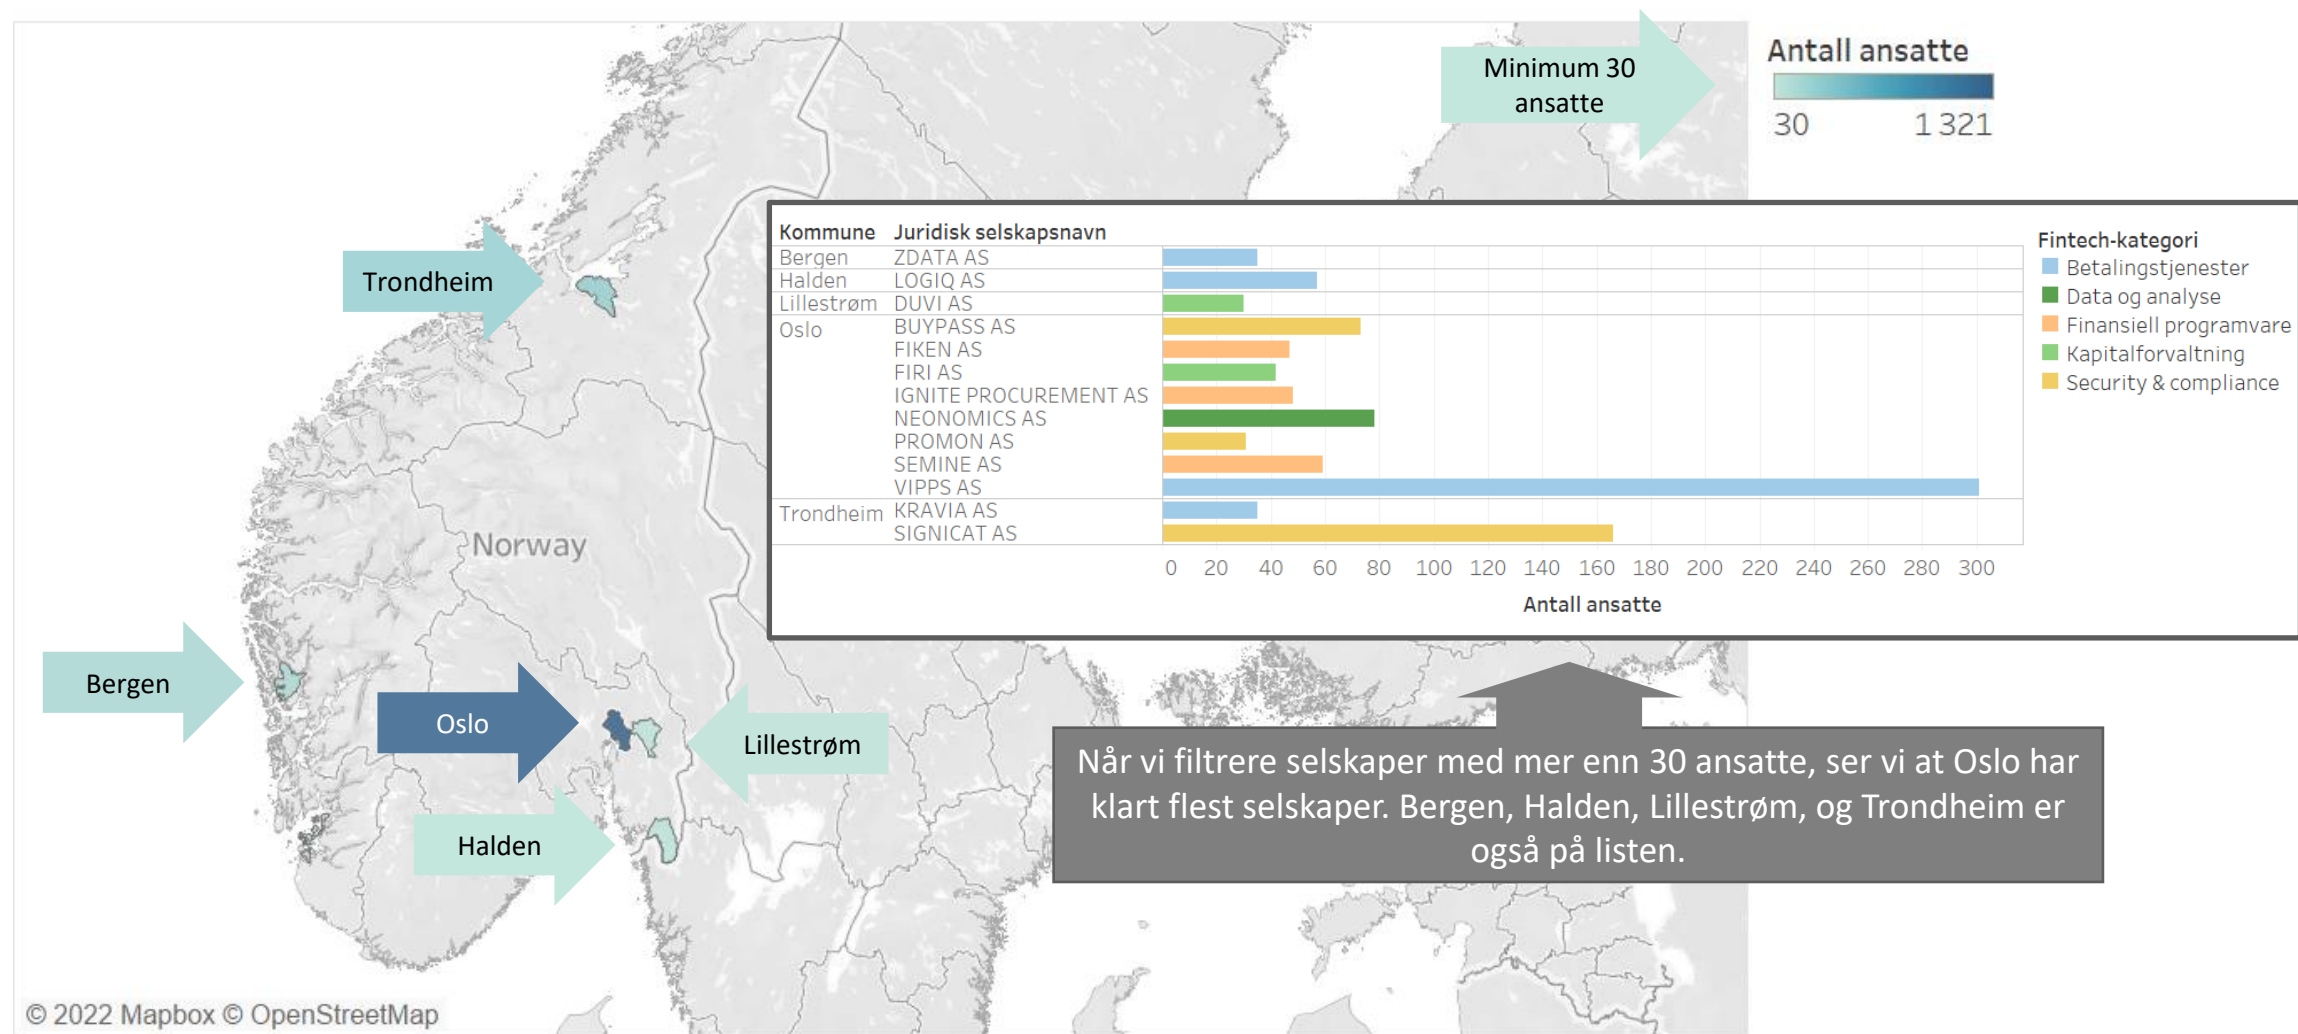 Minimum 30
ansatte
Antall ansatte
30 1 321
Trondheim
Norway
Bergen
Oslo
Lillestrøm
Halden
Kommune Juridisk selskapsnavn
Bergen ZDATA AS
Halden LOGIQ AS
Lillestrøm DUVI AS
Oslo BUYPASS AS
FIKEN AS
FIRI AS
IGNITE PROCUREMENT AS
NEONOMICS AS
PROMON AS
SEMINE AS
VIPPS AS
Trondheim KRAVIA AS
SIGNICAT AS
0 20 40 60 80 100 120 140 160 180 200 220 240 260 280 300
Antall ansatte
Fintech-kategori
Betalingstjenester
Data og analyse
Finansiell programvare
Kapitalforvaltning
Security & compliance
Når vi filtrere selskaper med mer enn 30 ansatte, ser vi at Oslo har
klart flest selskaper. Bergen, Halden, Lillestrøm, og Trondheim er
også på listen.
© 2022 Mapbox © OpenStreetMap